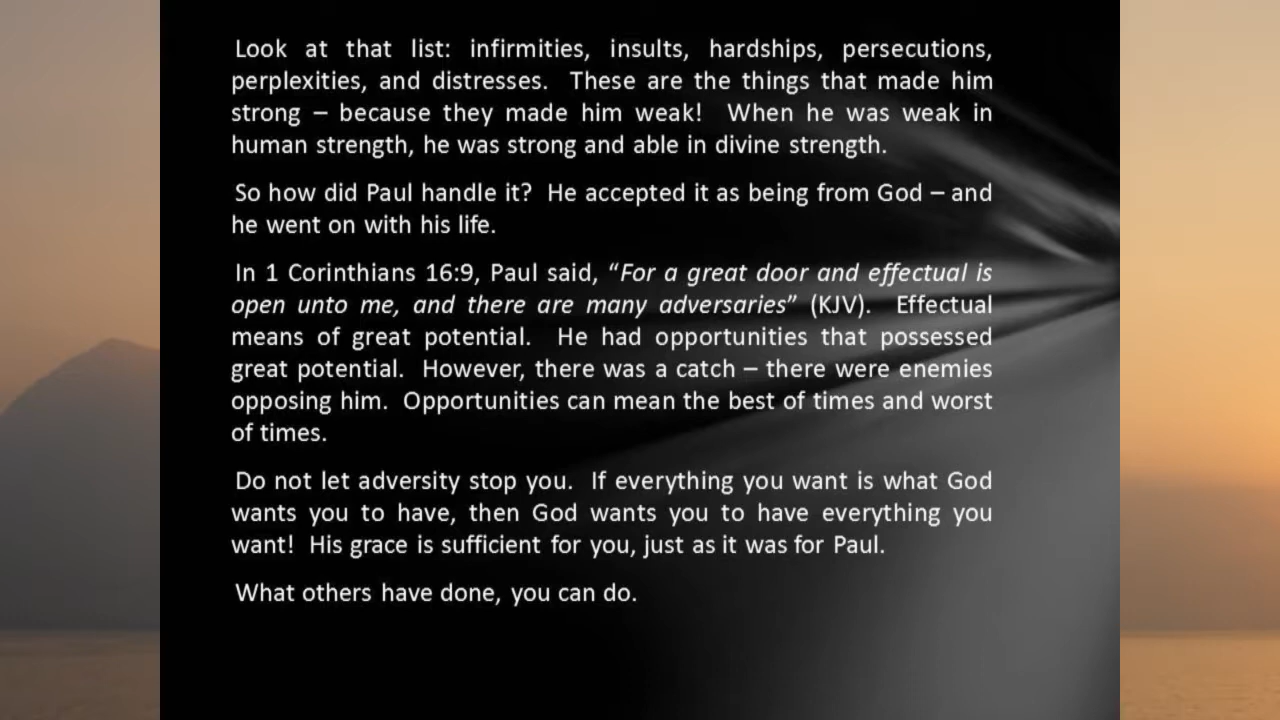 Look at that list: infirmities, insults, hardships, persecutions,
perplexities, and distresses. These are the things that made him
strong – because they made him weak! When he was weak in
human strength, he was strong and able in divine strength.
So how did Paul handle it? He accepted it as being from God – and
he went on with his life.
In 1 Corinthians 16:9, Paul said, “For a great door and effectual is
open unto me, and there are many adversaries” (KJV). Effectual
means of great potential. He had opportunities that possessed
great potential. However, there was a catch – there were enemies
opposing him. Opportunities can mean the best of times and worst
of times.
Do not let adversity stop you. If everything you want is what God
wants you to have, then God wants you to have everything you
want! His grace is sufficient for you, just as it was for Paul.
What others have done, you can do.